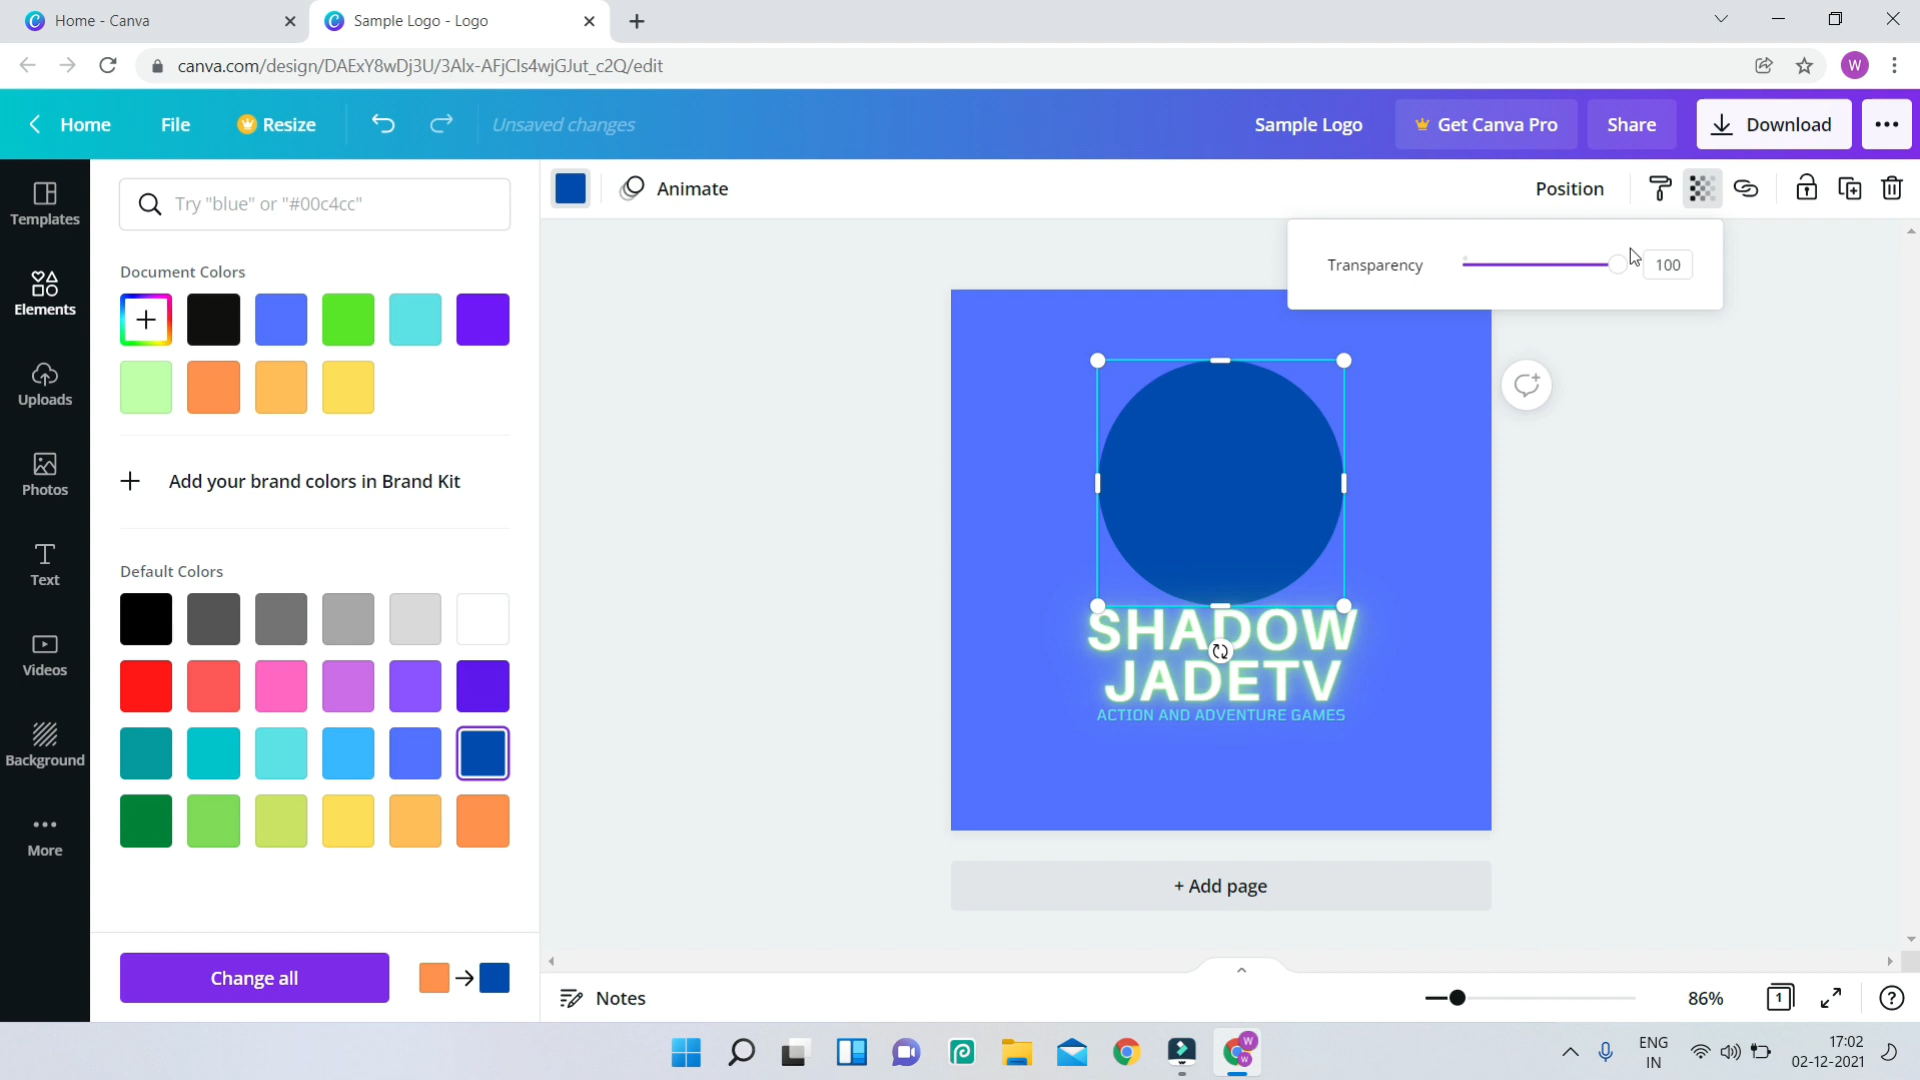 Home - Canva
Sample Logo - Logo
canva.com/design/DAExY8wDj3U/3Alx-AFjCIs4wjGJut_c2Q/edit
Home
File
Resize
Unsaved changes
Sample Logo
Get Canva Pro
Share
Download
Templates
Elements
Uploads
Photos
Text
Videos
Background
More
Try "blue" or "#00c4cc"
Document Colors
Add your brand colors in Brand Kit
Default Colors
Change all
Animate
Position
Transparency
100
SHADOW
JADETV
ACTION AND ADVENTURE GAMES
+ Add page
Notes
86%
1
W
ENG
IN
17:02
02-12-2021